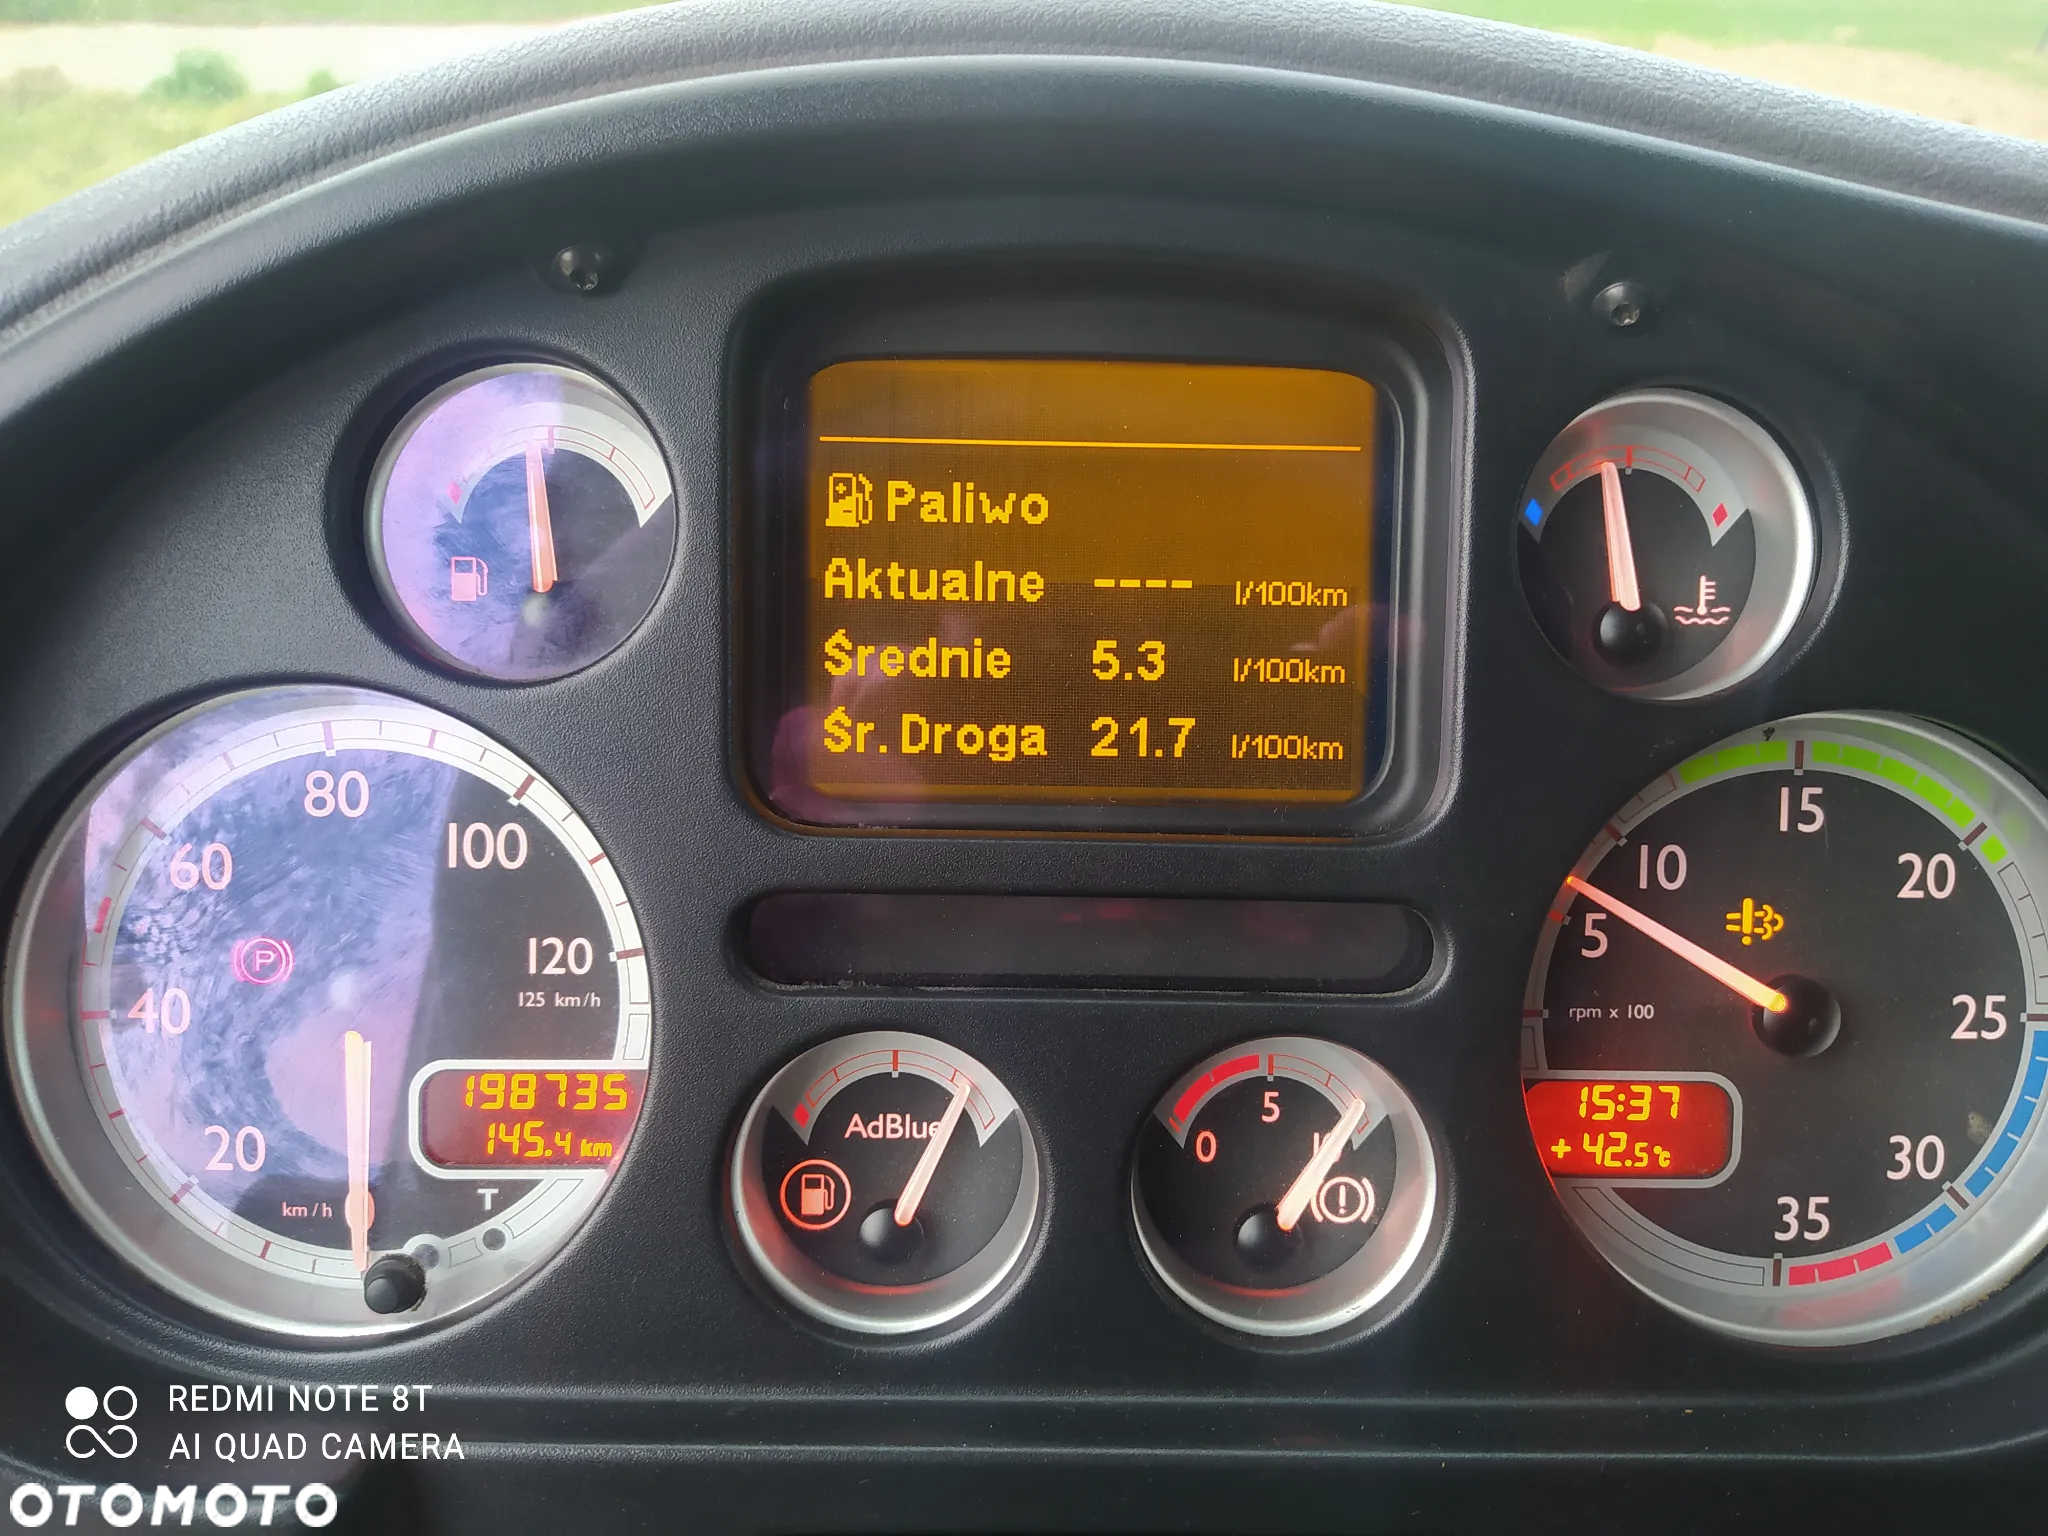 Paliwo
Aktualne ---- l/100km
Średnie 5.3 l/100km
Śr. Droga 21.7 l/100km
80
60
100
40
120
125 km/h
20
km/h
0
198735
145.4 km
T
P
AdBlue
0
5
10
15
10
20
5
25
rpm x 100
30
35
15:37
+42.5°C
REDMI NOTE 8T
AI QUAD CAMERA
OTOMOTO